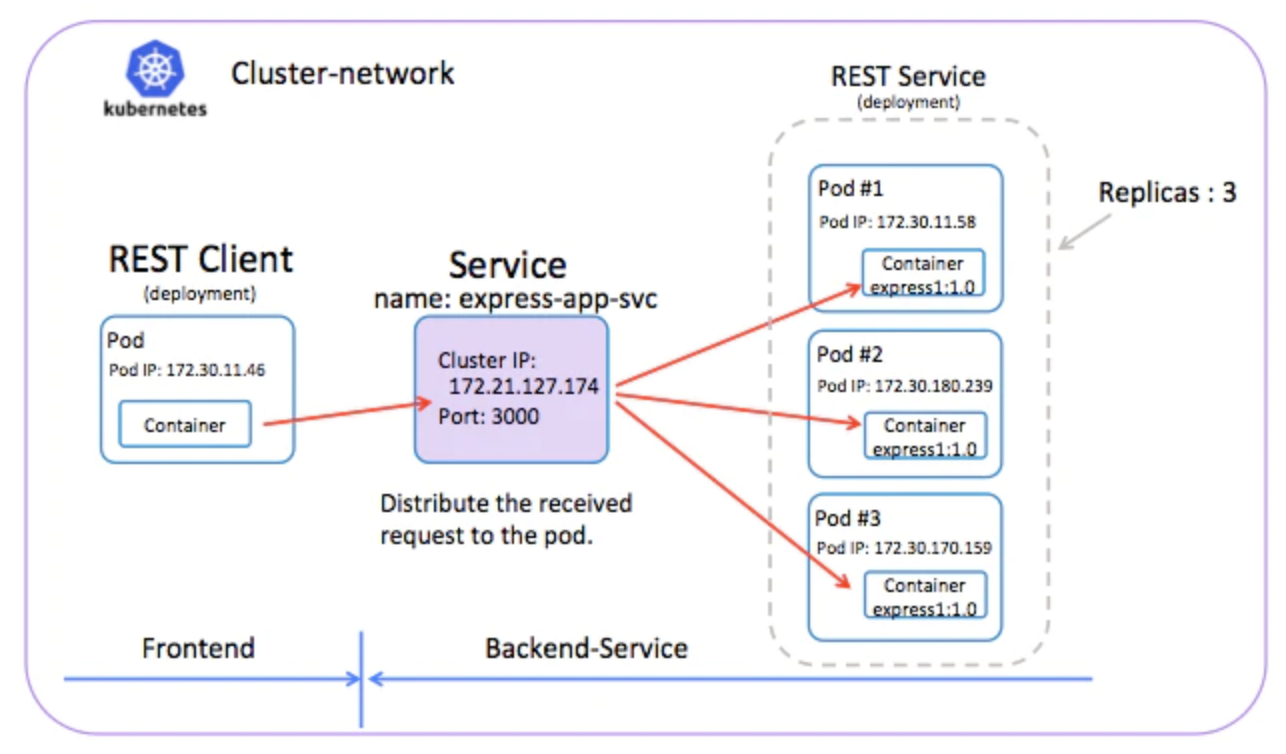 kubernetes
Cluster-network
REST Service
(deployment)
Replicas : 3
Pod #1
Pod IP: 172.30.11.58
Container
express1:1.0
REST Client
(deployment)
Pod
Pod IP: 172.30.11.46
Container
Service
name: express-app-svc
Cluster IP:
172.21.127.174
Port: 3000
Distribute the received
request to the pod.
Pod #2
Pod IP: 172.30.180.239
Container
express1:1.0
Pod #3
Pod IP: 172.30.170.159
Container
express1:1.0
Frontend
Backend-Service